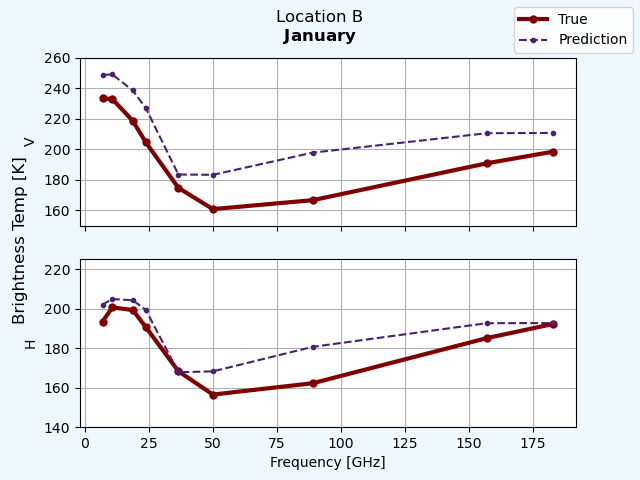 Location B
January
True
Prediction
260
240
220
200
180
160
V
Brightness Temp [K]
220
200
180
160
140
H
0
25
50
75
100
125
150
175
Frequency [GHz]